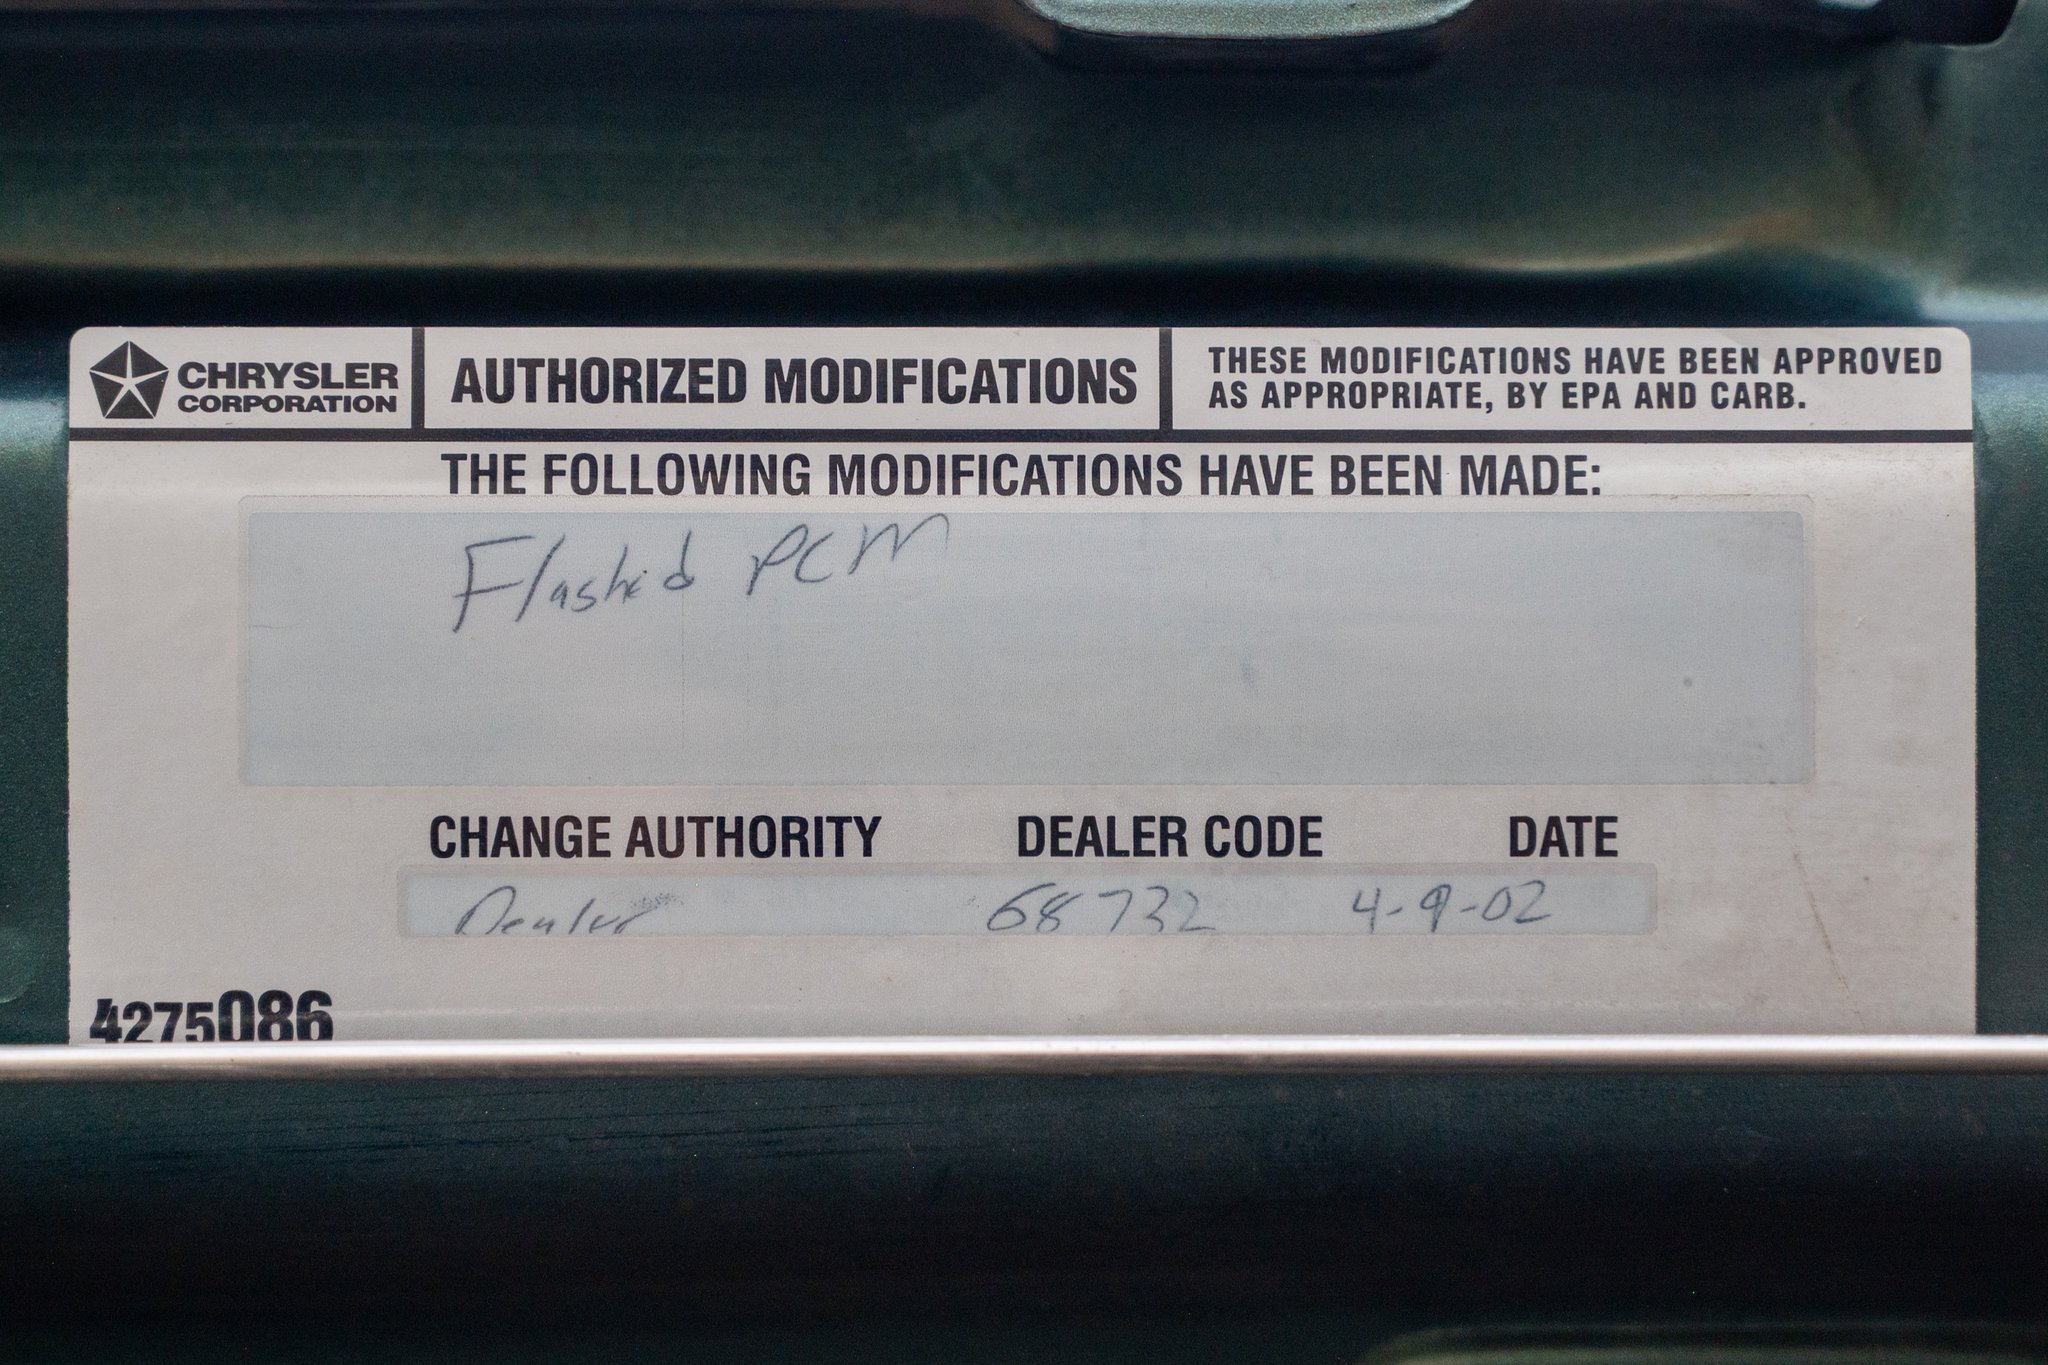 CHRYSLER
CORPORATION
AUTHORIZED MODIFICATIONS
THESE MODIFICATIONS HAVE BEEN APPROVED
AS APPROPRIATE, BY EPA AND CARB.
THE FOLLOWING MODIFICATIONS HAVE BEEN MADE:
Flashed PCM
CHANGE AUTHORITY DEALER CODE DATE
Dealer 68732 4-9-02
4275086